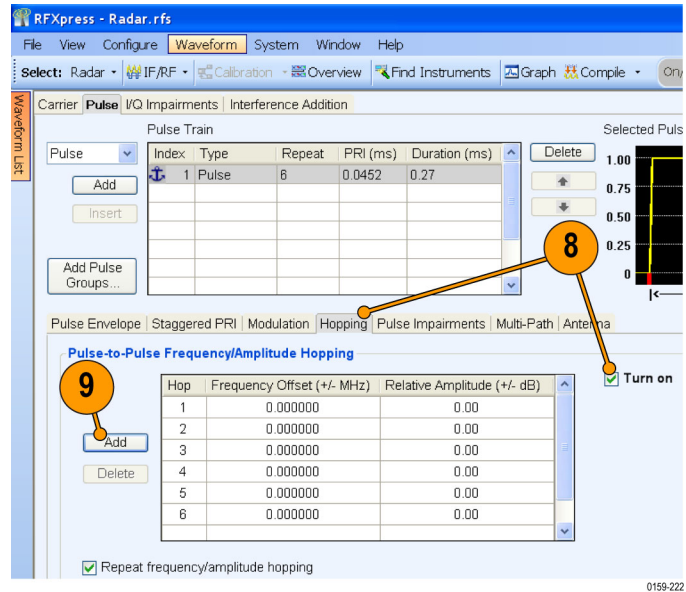 RFXpress - Radar.rfs
File View Configure Waveform System Window Help
Select: Radar IF/RF Calibration Overview Find Instruments Graph Compile On/
Waveform List
Carrier Pulse I/Q Impairments Interference Addition
Pulse Train
Selected Puls
Pulse
Add
Insert
Add Pulse Groups...
Index Type Repeat PRI (ms) Duration (ms)
1 Pulse 6 0.0452 0.27
Delete
1.00
0.75
0.50
0.25
0
8
Pulse Envelope Staggered PRI Modulation Hopping Pulse Impairments Multi-Path Antenna
Pulse-to-Pulse Frequency/Amplitude Hopping
Turn on
9
Add
Delete
Hop Frequency Offset (+/- MHz) Relative Amplitude (+/- dB)
1 0.000000 0.00
2 0.000000 0.00
3 0.000000 0.00
4 0.000000 0.00
5 0.000000 0.00
6 0.000000 0.00
Repeat frequency/amplitude hopping
0159-222